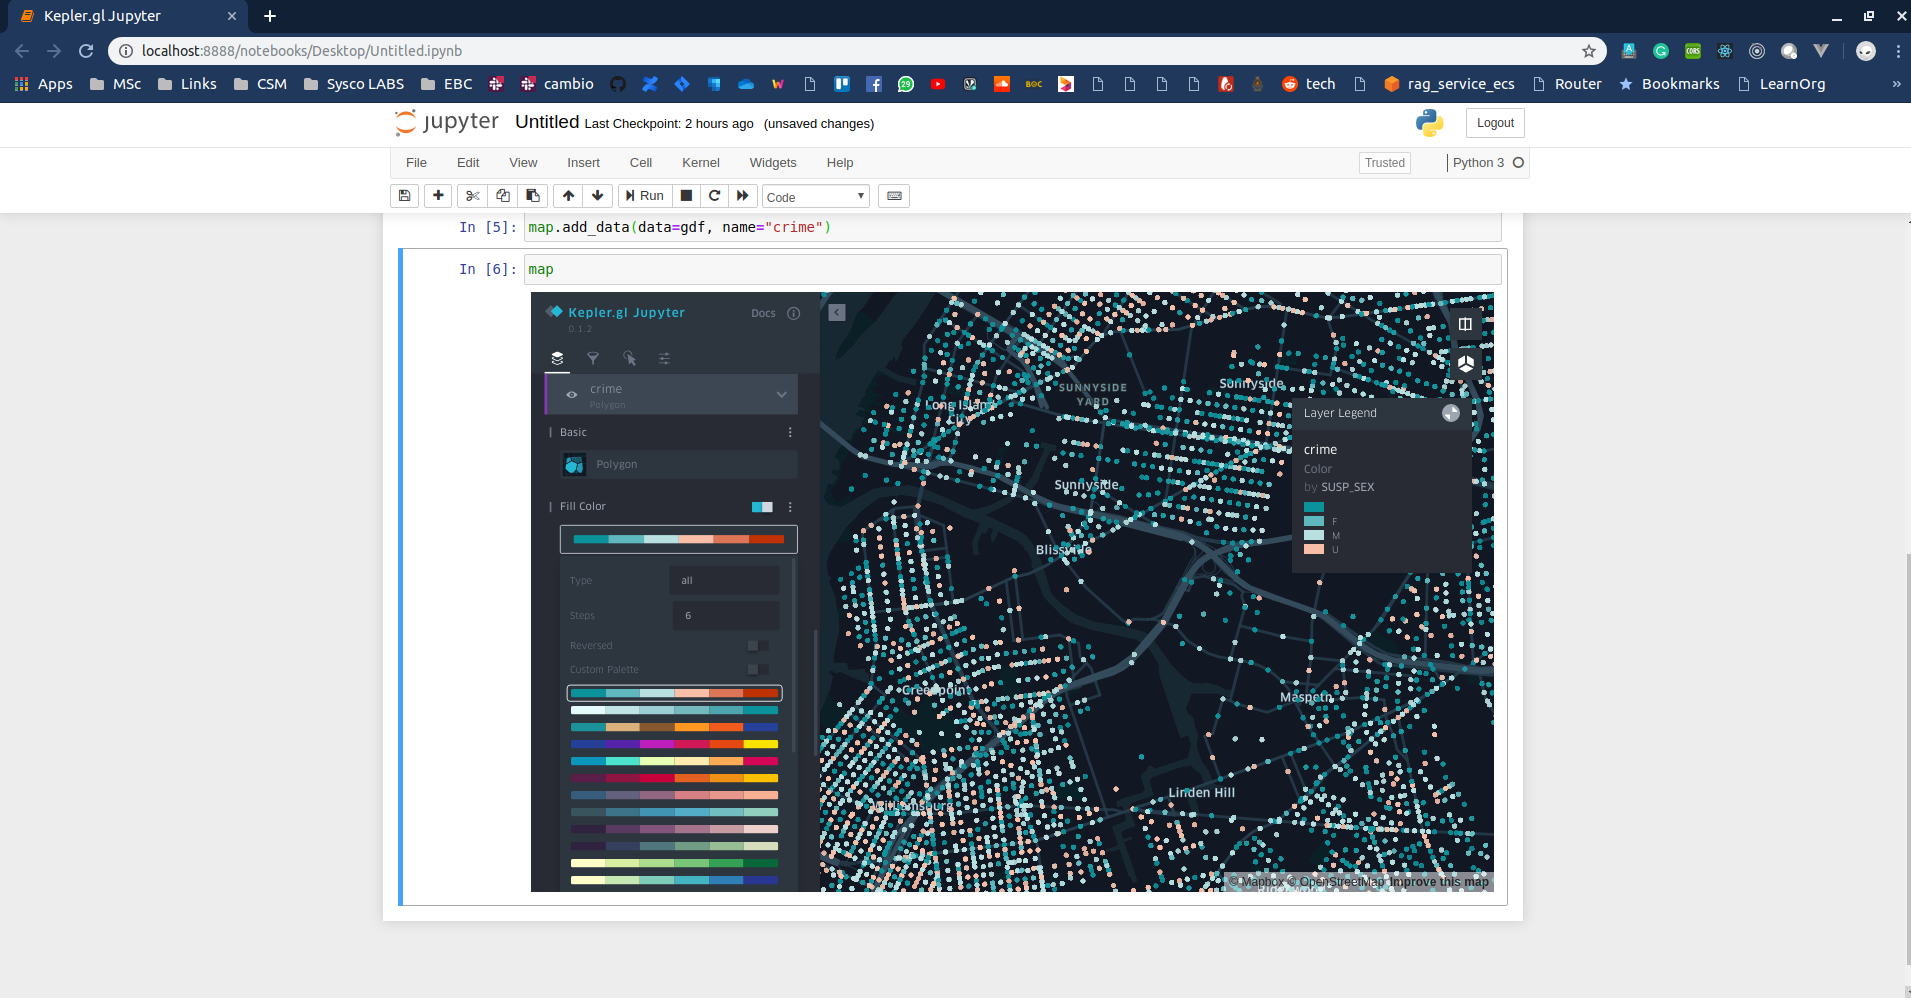 Kepler.gl Jupyter
localhost:8888/notebooks/Desktop/Untitled.ipynb
Apps MSc Links CSM Sysco LABS EBC cambio 29 BOC tech rag_service_ecs Router Bookmarks LearnOrg »
CORS
jupyter Untitled Last Checkpoint: 2 hours ago (unsaved changes) Logout
File Edit View Insert Cell Kernel Widgets Help Trusted Python 3
Run Code
In [5]: map.add_data(data=gdf, name="crime")
In [6]: map
Kepler.gl Jupyter Docs
0.1.2
crime
Polygon
Basic
Polygon
Fill Color
Type all
Steps 6
Reversed
Custom Palette
SUNNYSIDE
YARD
Sunnyside
Long Island
City
Sunnyside
Blissville
Greenpoint
Maspeth
Williamsburg
Linden Hill
Layer Legend
crime
Color
by SUSP_SEX
F
M
U
© Mapbox © OpenStreetMap Improve this map